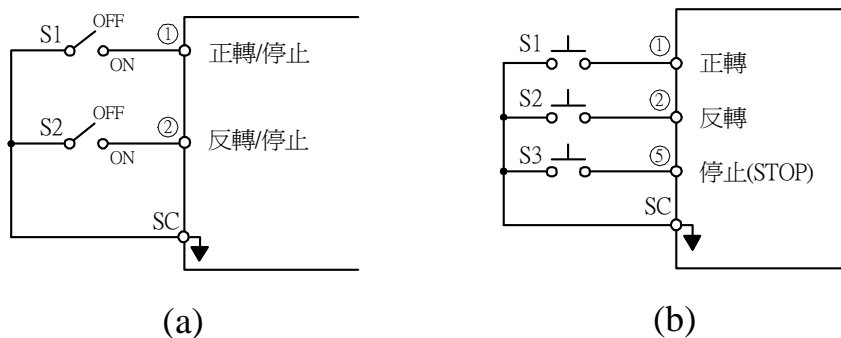 S1
OFF
ON
①
正轉/停止
S2
OFF
ON
②
反轉/停止
SC
(a)
S1
①
正轉
S2
②
反轉
S3
⑤
停止(STOP)
SC
(b)